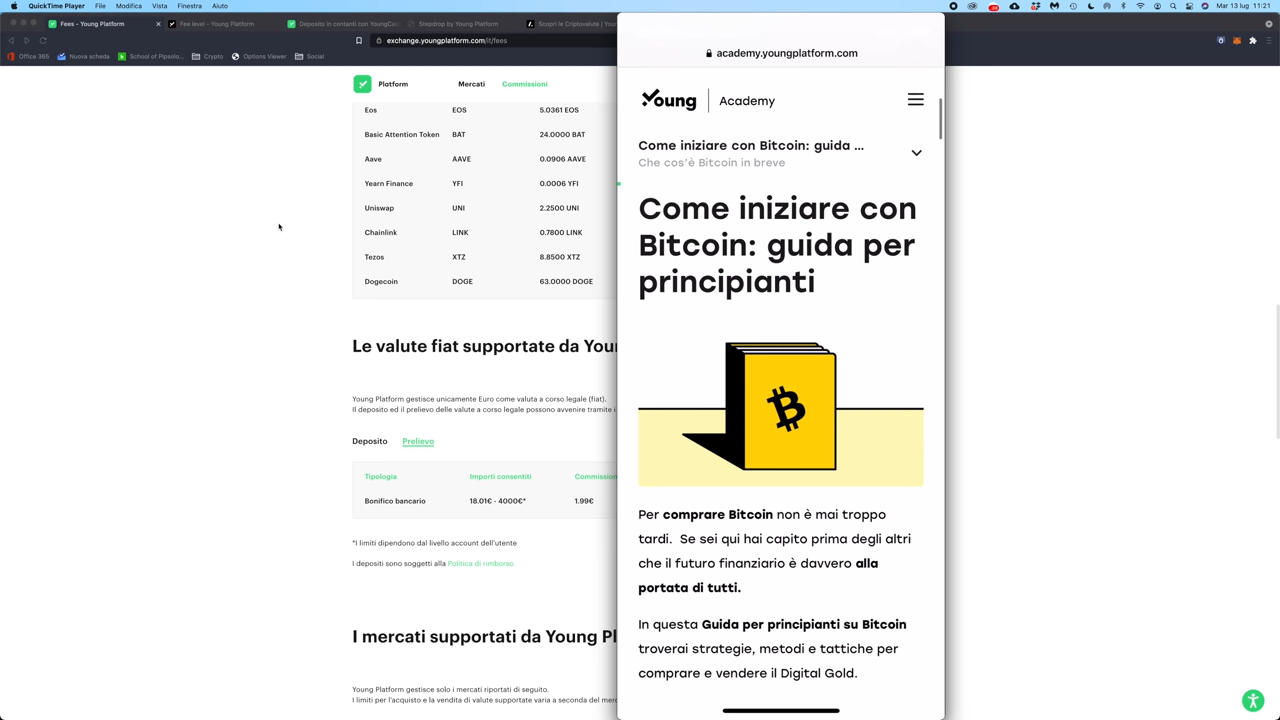 QuickTime Player File Modifica Vista Finestra Aiuto Mar 13 lug 11:21
Fees – Young Platform
Fee level – Young Platform
Deposito in contanti con YoungCas
Stepdrop by Young Platform
Scopri le Criptovalute | You
exchange.youngplatform.com/it/fees
Office 365 Nuova scheda School of Pipsolo... Crypto Options Viewer Social
Platform Mercati Commissioni
Eos EOS 5.0361 EOS
Basic Attention Token BAT 24.0000 BAT
Aave AAVE 0.0906 AAVE
Yearn Finance YFI 0.0006 YFI
Uniswap UNI 2.2500 UNI
Chainlink LINK 0.7800 LINK
Tezos XTZ 8.8500 XTZ
Dogecoin DOGE 63.0000 DOGE
Le valute fiat supportate da You
Young Platform gestisce unicamente Euro come valuta a corso legale (fiat).
Il deposito ed il prelievo delle valute a corso legale possono avvenire tramite
Deposito Prelievo
Tipologia Importi consentiti Commission
Bonifico bancario 18.01€ - 4000€* 1.99€
*I limiti dipendono dal livello account dell'utente
I depositi sono soggetti alla Politica di rimborso
I mercati supportati da Young Pl
Young Platform gestisce solo i mercati riportati di seguito.
I limiti per l'acquisto e la vendita di valute supportate varia a seconda del merc
academy.youngplatform.com
Young Academy
Come iniziare con Bitcoin: guida ...
Che cos'è Bitcoin in breve
Come iniziare con
Bitcoin: guida per
principianti
Per comprare Bitcoin non è mai troppo
tardi. Se sei qui hai capito prima degli altri
che il futuro finanziario è davvero alla
portata di tutti.
In questa Guida per principianti su Bitcoin
troverai strategie, metodi e tattiche per
comprare e vendere il Digital Gold.